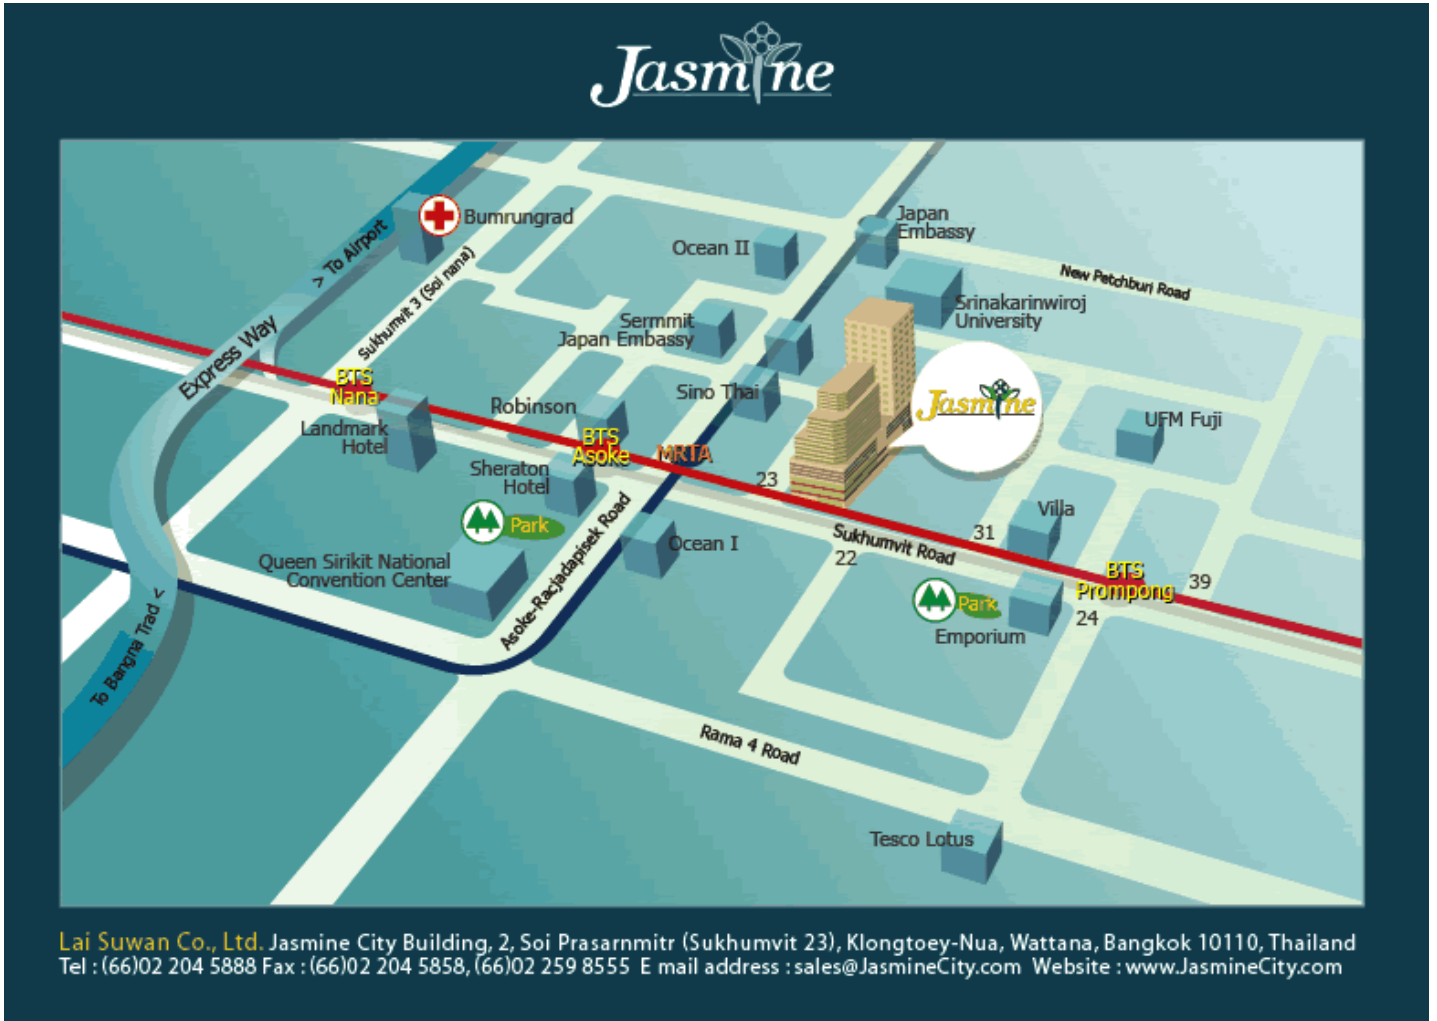 Jasmine
Bumrungrad
> To Airport
Sukhumvit 3 (Soi nana)
Express Way
Ocean II
Japan
Embassy
New Petchburi Road
Srinakarinwiroj
University
Sermmit
Japan Embassy
Sino Thai
Jasmine
UFM Fuji
BTS
Nana
Landmark
Hotel
Robinson
BTS
Asoke
MRTA
23
Sheraton
Hotel
Park
Asoke-Racjadapisek Road
Ocean I
Sukhumvit Road
22
31
Villa
BTS
Prompong
39
24
Park
Emporium
Queen Sirikit National
Convention Center
To Bangna Trad <
Rama 4 Road
Tesco Lotus
Lai Suwan Co., Ltd. Jasmine City Building, 2, Soi Prasarnmitr (Sukhumvit 23), Klongtoey-Nua, Wattana, Bangkok 10110, Thailand
Tel : (66)02 204 5888 Fax : (66)02 204 5858, (66)02 259 8555 E mail address : sales@JasmineCity.com Website : www.JasmineCity.com